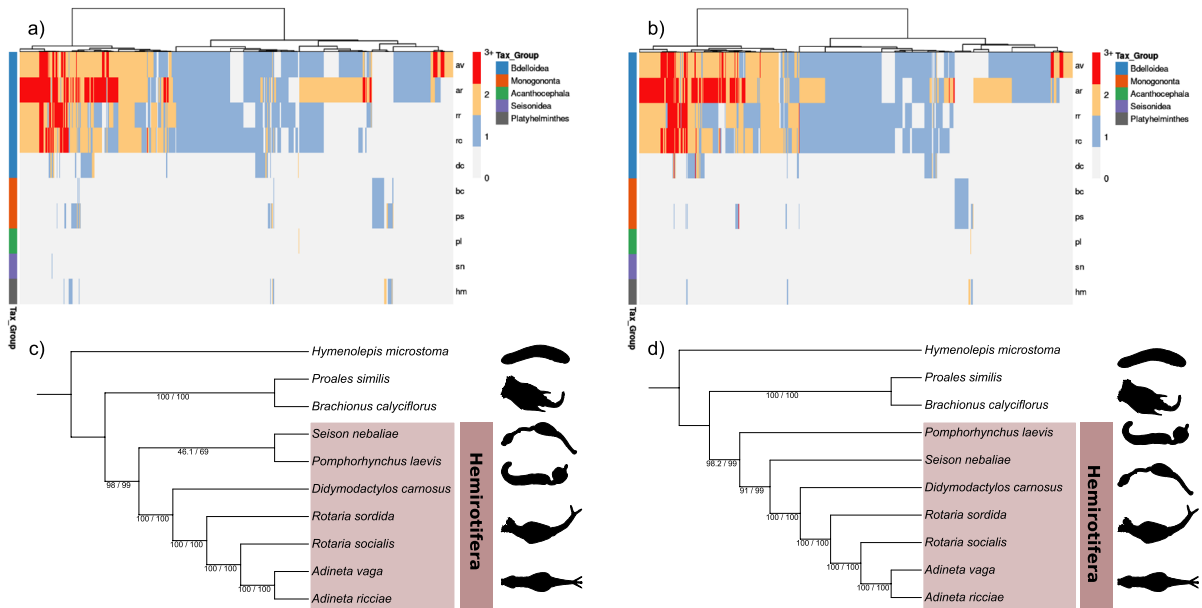 a)
3+
2
1
0
Tax_Group
Bdelloidea
Monogononta
Acanthocephala
Seisonidea
Platyhelminthes
av
ar
rr
rc
dc
bc
ps
pl
sn
hm
Tax_Group
b)
3+
2
1
0
Tax_Group
Bdelloidea
Monogononta
Acanthocephala
Seisonidea
Platyhelminthes
av
ar
rr
rc
dc
bc
ps
pl
sn
hm
Tax_Group
c)
Hymenolepis microstoma
Proales similis
100 / 100
Brachionus calyciflorus
Seison nebaliae
46.1 / 69
Pomphorhynchus laevis
98 / 99
Didymodactylos carnosus
100 / 100
Rotaria sordida
100 / 100
Rotaria socialis
100 / 100
Adineta vaga
100 / 100
Adineta ricciae
Hemirotifera
d)
Hymenolepis microstoma
Proales similis
100 / 100
Brachionus calyciflorus
Pomphorhynchus laevis
98.2 / 99
Seison nebaliae
91 / 99
Didymodactylos carnosus
100 / 100
Rotaria sordida
100 / 100
Rotaria socialis
100 / 100
Adineta vaga
100 / 100
Adineta ricciae
Hemirotifera